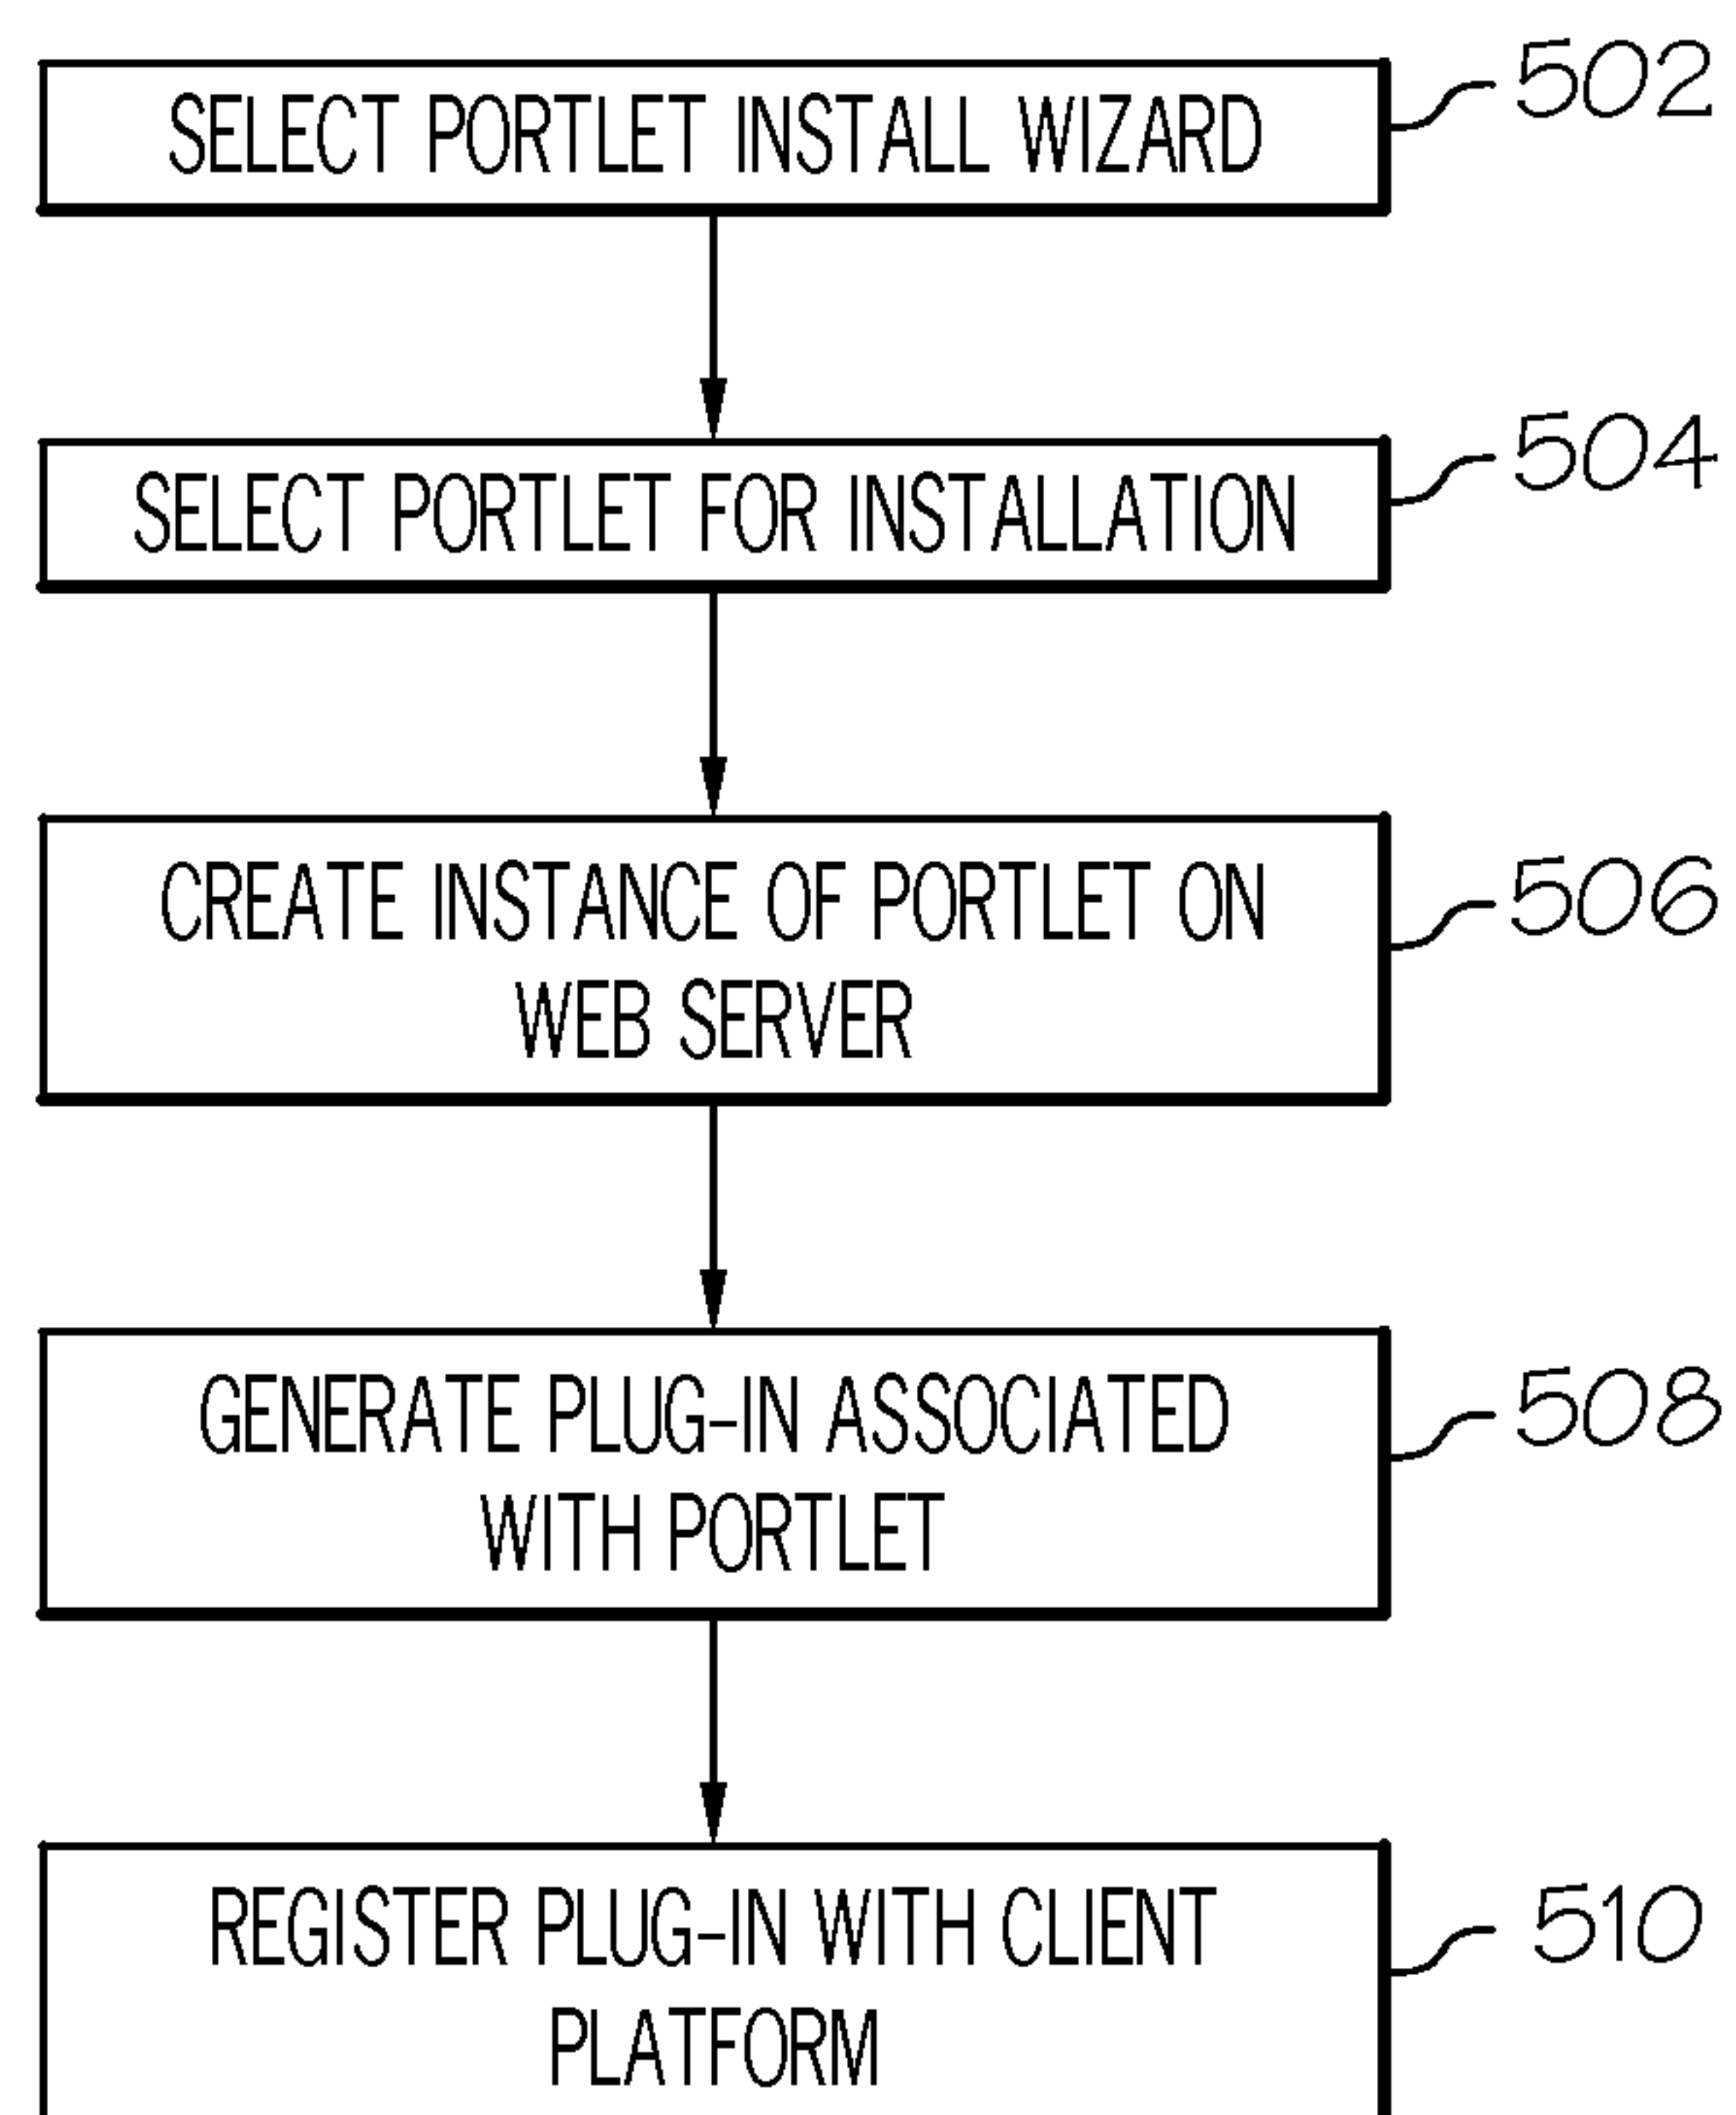 SELECT PORTLET INSTALL WIZARD
502
SELECT PORTLET FOR INSTALLATION
504
CREATE INSTANCE OF PORTLET ON
WEB SERVER
506
GENERATE PLUG-IN ASSOCIATED
WITH PORTLET
508
REGISTER PLUG-IN WITH CLIENT
PLATFORM
510